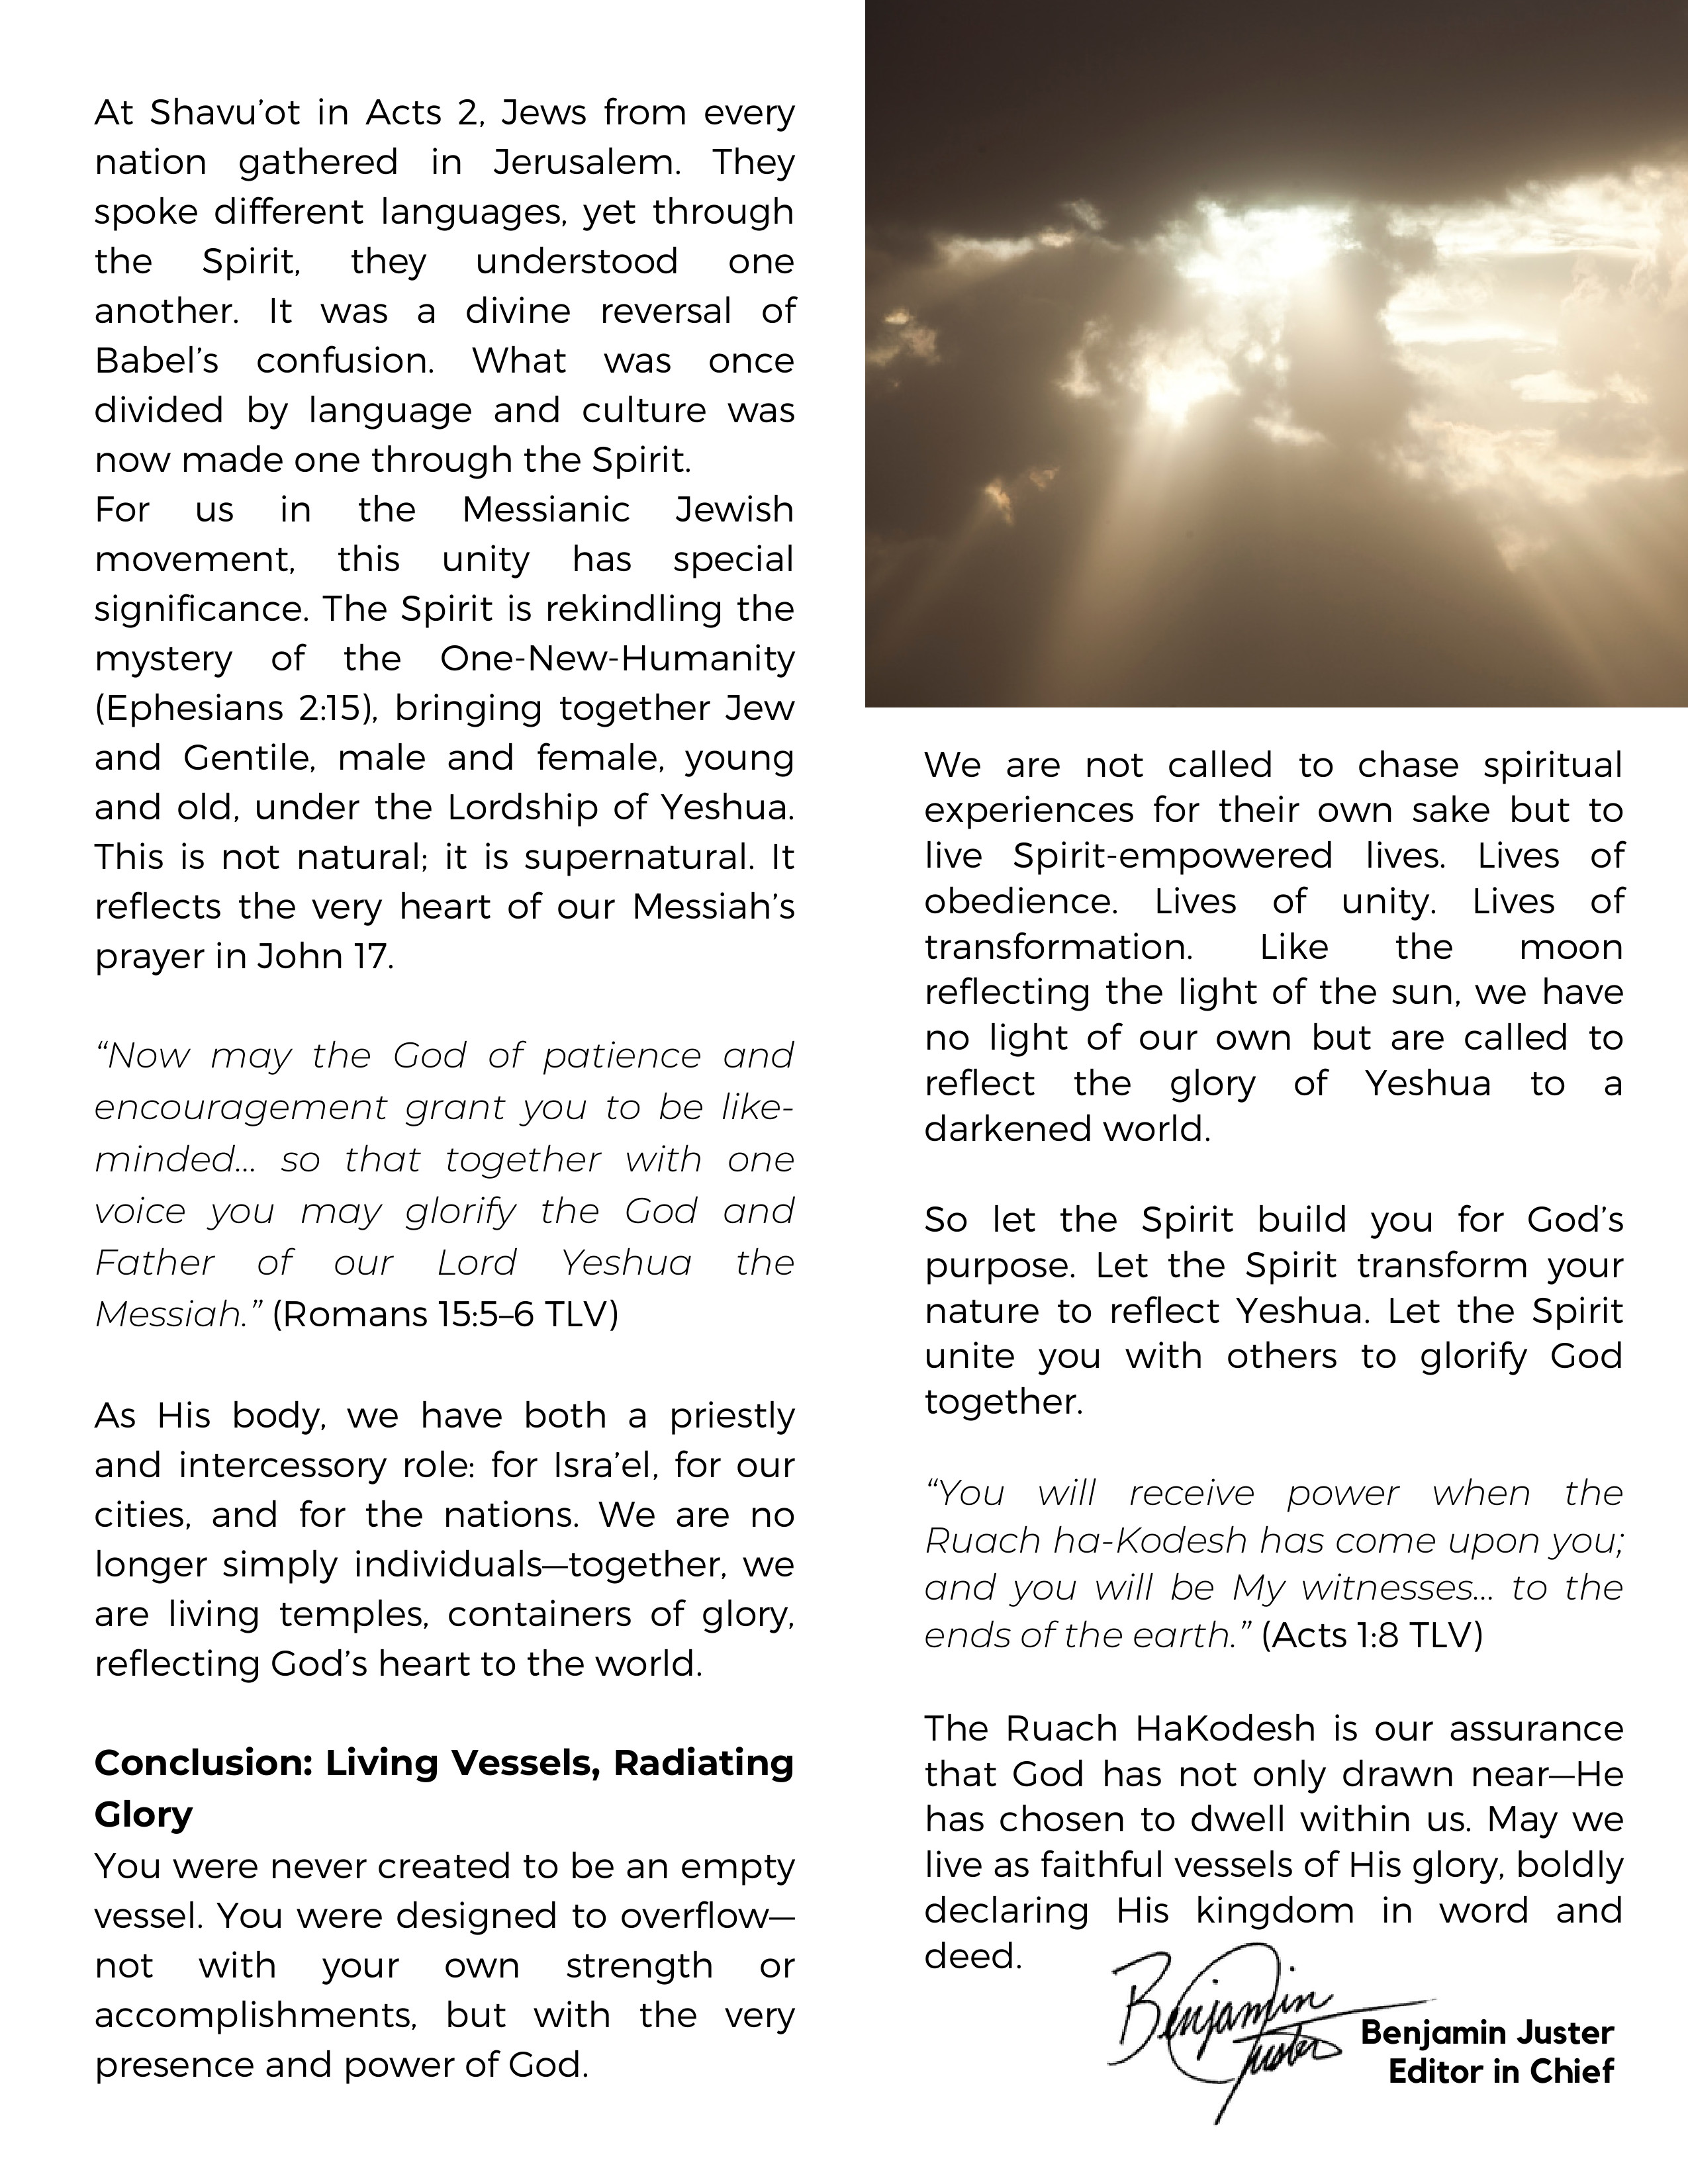 At Shavu’ot in Acts 2, Jews from every
nation gathered in Jerusalem. They
spoke different languages, yet through
the Spirit, they understood one
another. It was a divine reversal of
Babel’s confusion. What was once
divided by language and culture was
now made one through the Spirit.
For us in the Messianic Jewish
movement, this unity has special
significance. The Spirit is rekindling the
mystery of the One-New-Humanity
(Ephesians 2:15), bringing together Jew
and Gentile, male and female, young
and old, under the Lordship of Yeshua.
This is not natural; it is supernatural. It
reflects the very heart of our Messiah’s
prayer in John 17.
“Now may the God of patience and
encouragement grant you to be like-
minded… so that together with one
voice you may glorify the God and
Father of our Lord Yeshua the
Messiah.” (Romans 15:5–6 TLV)
As His body, we have both a priestly
and intercessory role: for Isra’el, for our
cities, and for the nations. We are no
longer simply individuals—together, we
are living temples, containers of glory,
reflecting God’s heart to the world.
Conclusion: Living Vessels, Radiating
Glory
You were never created to be an empty
vessel. You were designed to overflow—
not with your own strength or
accomplishments, but with the very
presence and power of God.
We are not called to chase spiritual
experiences for their own sake but to
live Spirit-empowered lives. Lives of
obedience. Lives of unity. Lives of
transformation. Like the moon
reflecting the light of the sun, we have
no light of our own but are called to
reflect the glory of Yeshua to a
darkened world.
So let the Spirit build you for God’s
purpose. Let the Spirit transform your
nature to reflect Yeshua. Let the Spirit
unite you with others to glorify God
together.
“You will receive power when the
Ruach ha-Kodesh has come upon you;
and you will be My witnesses… to the
ends of the earth.” (Acts 1:8 TLV)
The Ruach HaKodesh is our assurance
that God has not only drawn near—He
has chosen to dwell within us. May we
live as faithful vessels of His glory, boldly
declaring His kingdom in word and
deed.
Benjamin
Juster
Benjamin Juster
Editor in Chief